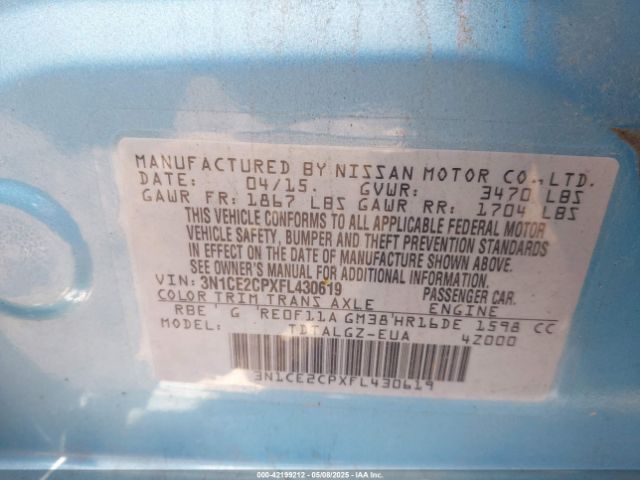 MANUFACTURED BY NISSAN MOTOR CO.,LTD.
DATE: 04/15. GVWR: 3470 LBS
GAWR FR: 1867 LBS GAWR RR: 1704 LBS
THIS VEHICLE CONFORMS TO ALL APPLICABLE FEDERAL MOTOR
VEHICLE SAFETY, BUMPER AND THEFT PREVENTION STANDARDS
IN EFFECT ON THE DATE OF MANUFACTURE SHOWN ABOVE.
SEE OWNER'S MANUAL FOR ADDITIONAL INFORMATION.
VIN: 3N1CE2CPXFL430619 PASSENGER CAR.
COLOR TRIM TRANS AXLE ENGINE
RBE G RE0F11A GM38 HR16DE 1598 CC
MODEL: TDTALGZ-EUA 4Z000
3N1CE2CPXFL430619
000-42199212 - 05/08/2025 - IAA Inc.